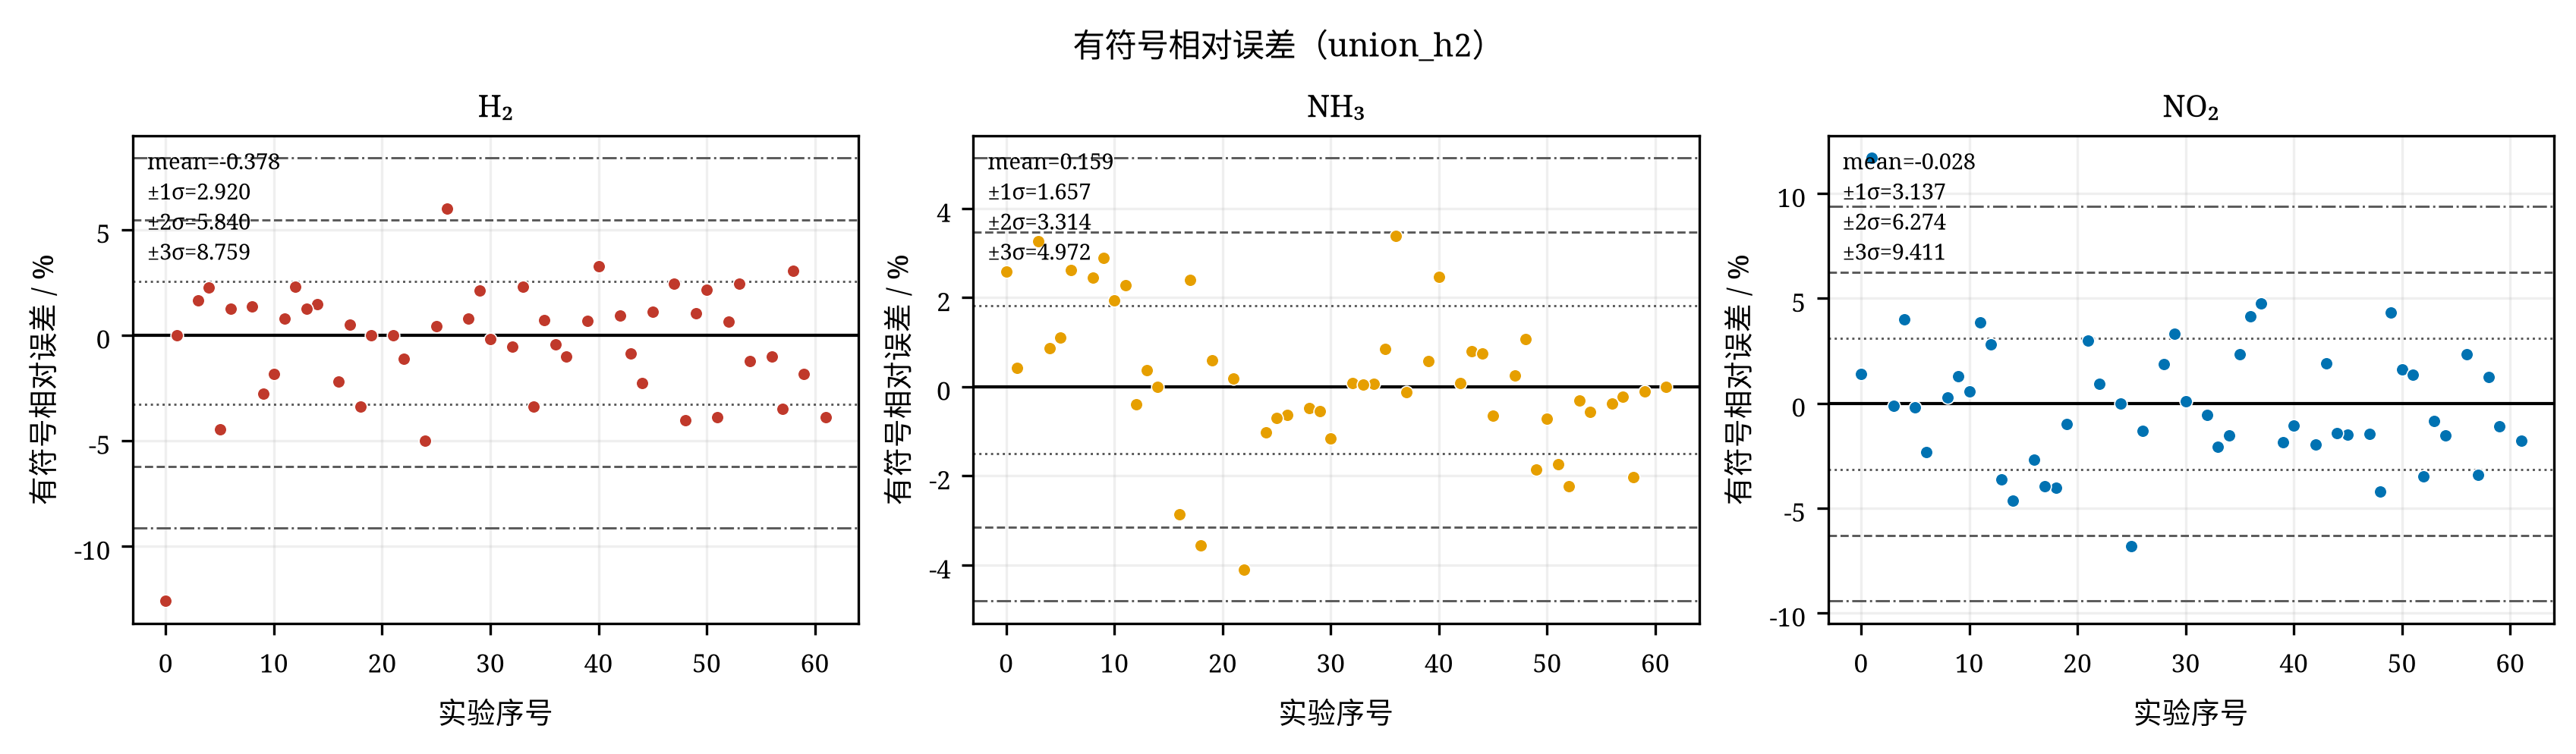 有符号相对误差（union_h2）
H₂
mean=-0.378
±1σ=2.920
±2σ=5.840
±3σ=8.759
有符号相对误差 / %
5
0
-5
-10
0 10 20 30 40 50 60
实验序号
NH₃
mean=0.159
±1σ=1.657
±2σ=3.314
±3σ=4.972
有符号相对误差 / %
4
2
0
-2
-4
0 10 20 30 40 50 60
实验序号
NO₂
mean=-0.028
±1σ=3.137
±2σ=6.274
±3σ=9.411
有符号相对误差 / %
10
5
0
-5
-10
0 10 20 30 40 50 60
实验序号